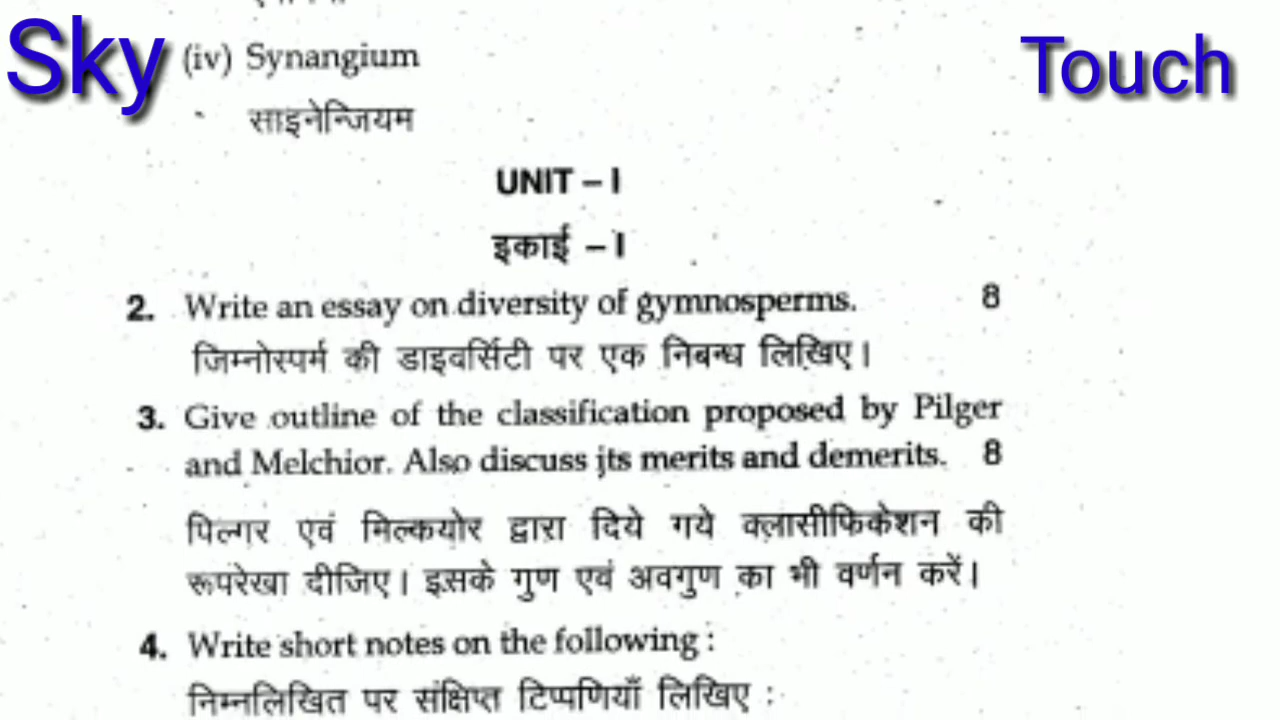 Sky
Touch
(iv) Synangium
साइनेन्जियम
UNIT – I
इकाई – I
2. Write an essay on diversity of gymnosperms. 8
जिम्नोस्पर्म की डाइवर्सिटी पर एक निबन्ध लिखिए।
3. Give outline of the classification proposed by Pilger
and Melchior. Also discuss jts merits and demerits. 8
पिल्गर एवं मिल्कयोर द्वारा दिये गये क्लासीफिकेशन की
रूपरेखा दीजिए। इसके गुण एवं अवगुण का भी वर्णन करें।
4. Write short notes on the following :
निम्नलिखित पर संक्षिप्त टिप्पणियाँ लिखिए :